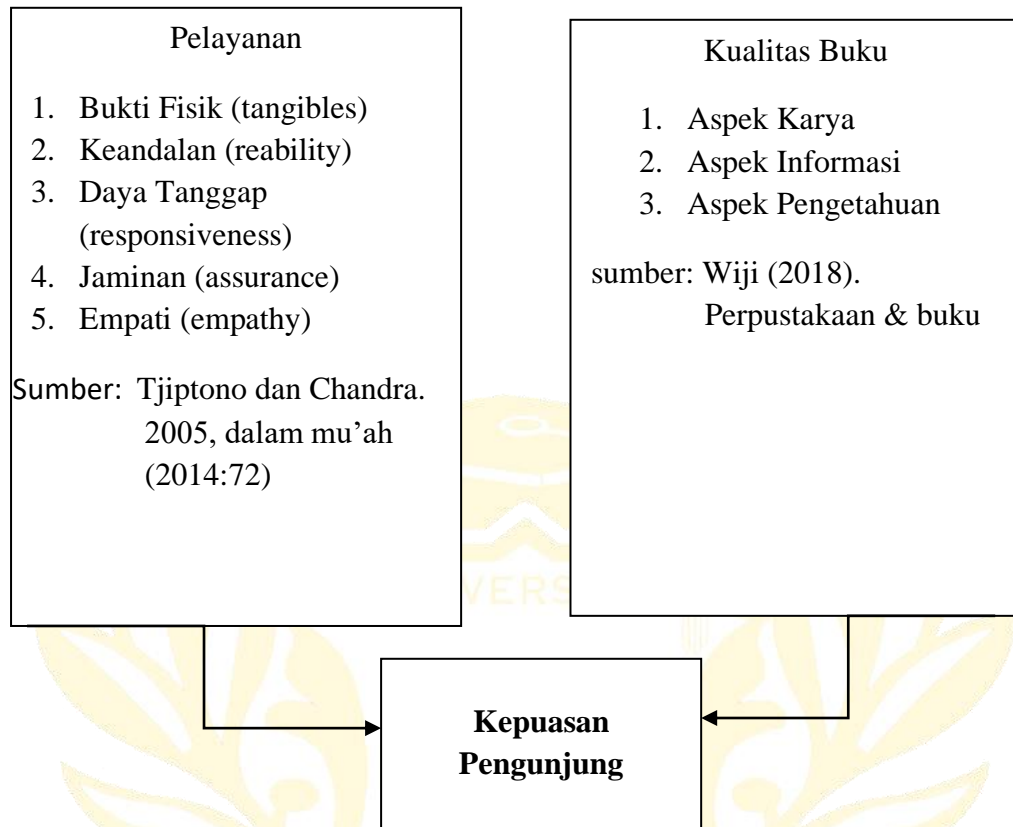 Pelayanan
1. Bukti Fisik (tangibles)
2. Keandalan (reability)
3. Daya Tanggap
(responsiveness)
4. Jaminan (assurance)
5. Empati (empathy)
Sumber: Tjiptono dan Chandra.
2005, dalam mu’ah
(2014:72)
Kualitas Buku
1. Aspek Karya
2. Aspek Informasi
3. Aspek Pengetahuan
sumber: Wiji (2018).
Perpustakaan & buku
VERS
Kepuasan
Pengunjung